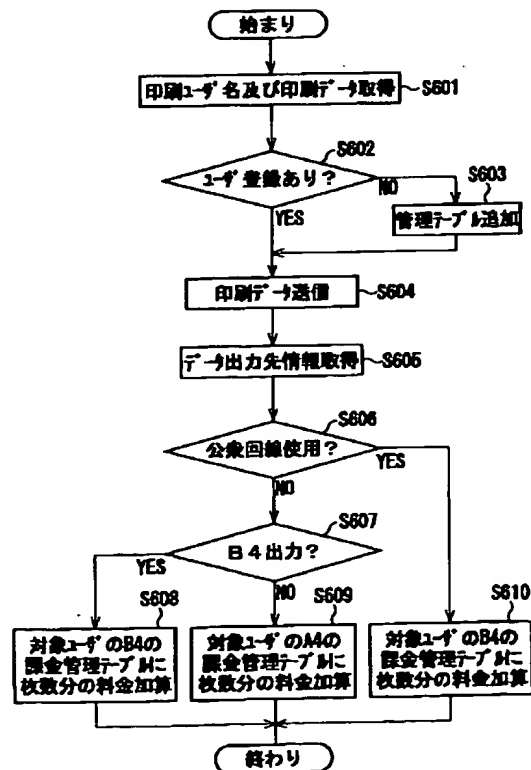 始まり
印刷ユーザ名及び印刷データ取得
S601
S602
ユーザ登録あり?
NO
S603
YES
管理テーブル追加
印刷データ送信
S604
データ出力先情報取得
S605
S606
公衆回線使用?
YES
NO
S607
B4出力?
YES
NO
S608
S609
S610
対象ユーザのB4の
課金管理テーブルに
枚数分の料金加算
対象ユーザのA4の
課金管理テーブルに
枚数分の料金加算
対象ユーザのB4の
課金管理テーブルに
枚数分の料金加算
終わり